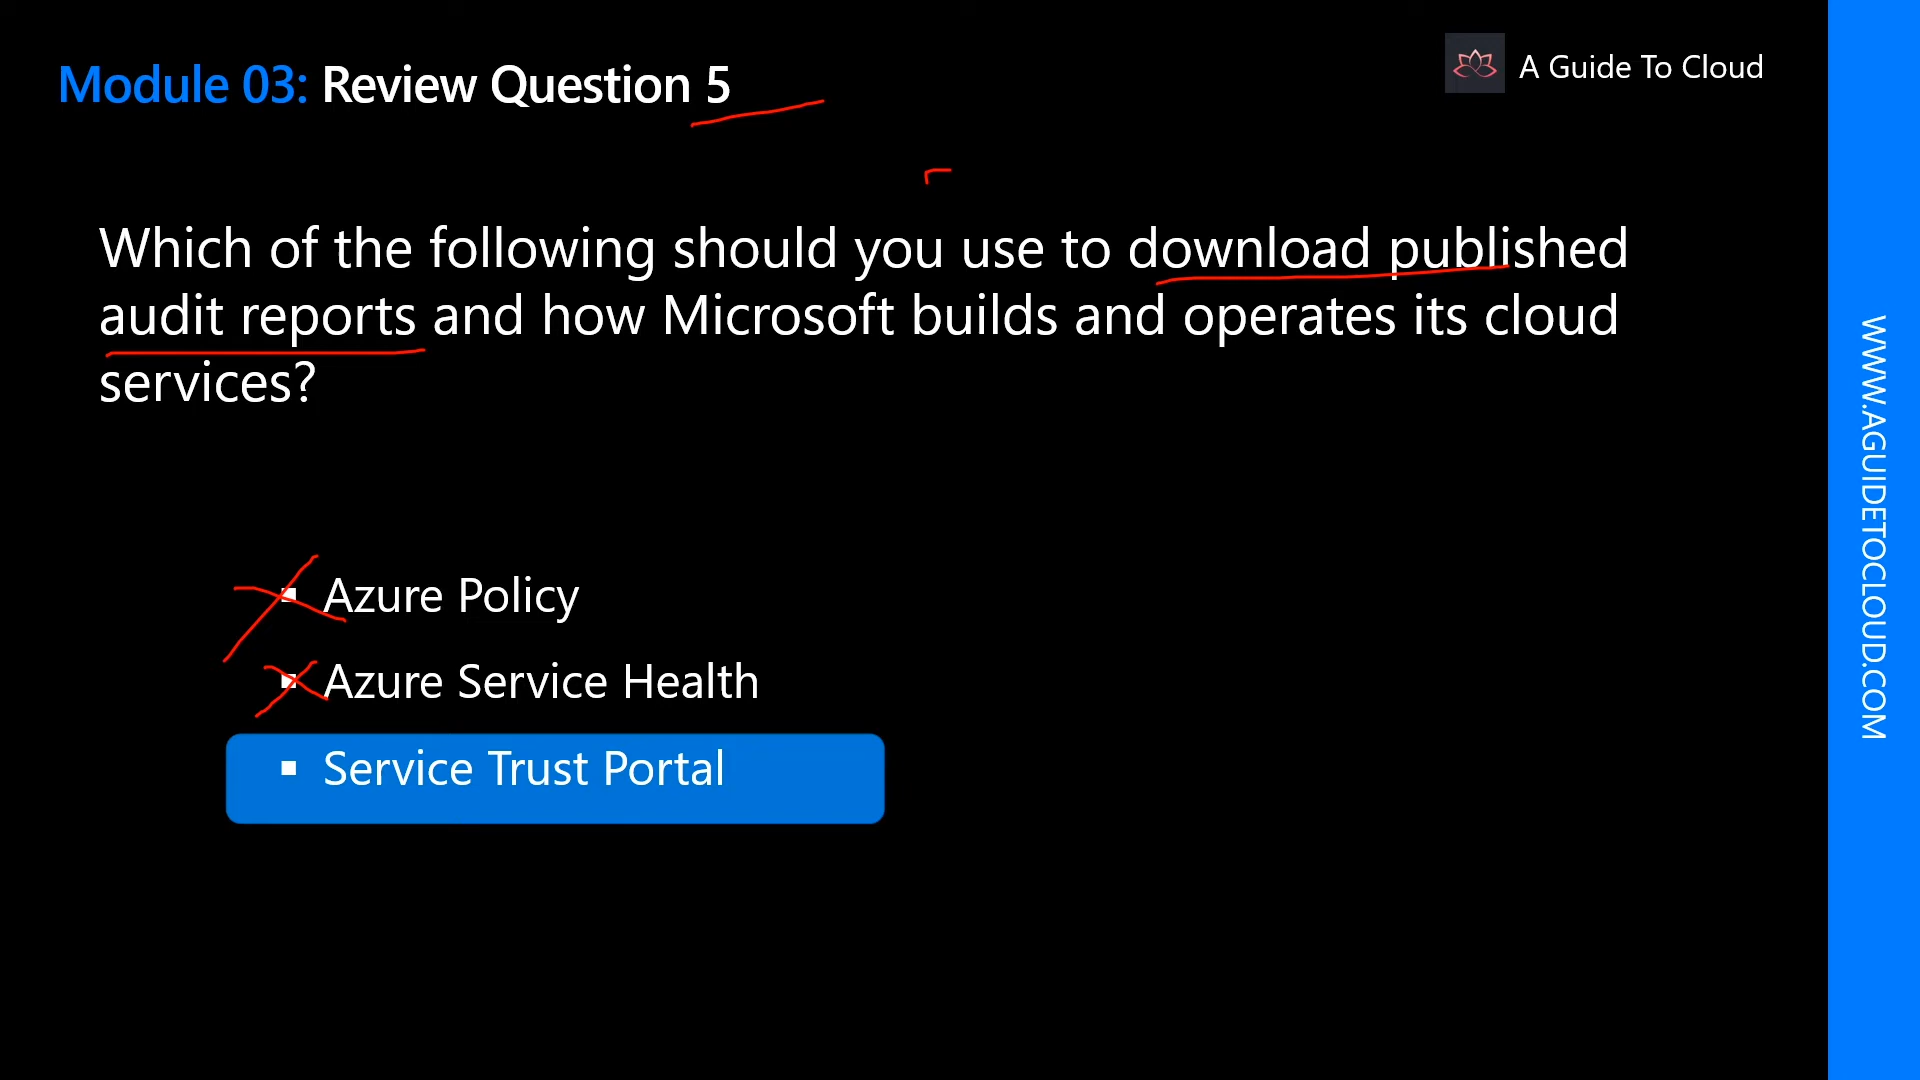 Module 03: Review Question 5
A Guide To Cloud
Which of the following should you use to download published
audit reports and how Microsoft builds and operates its cloud
services?
▪ Azure Policy
▪ Azure Service Health
▪ Service Trust Portal
WWW.AGUIDETOCLOUD.COM